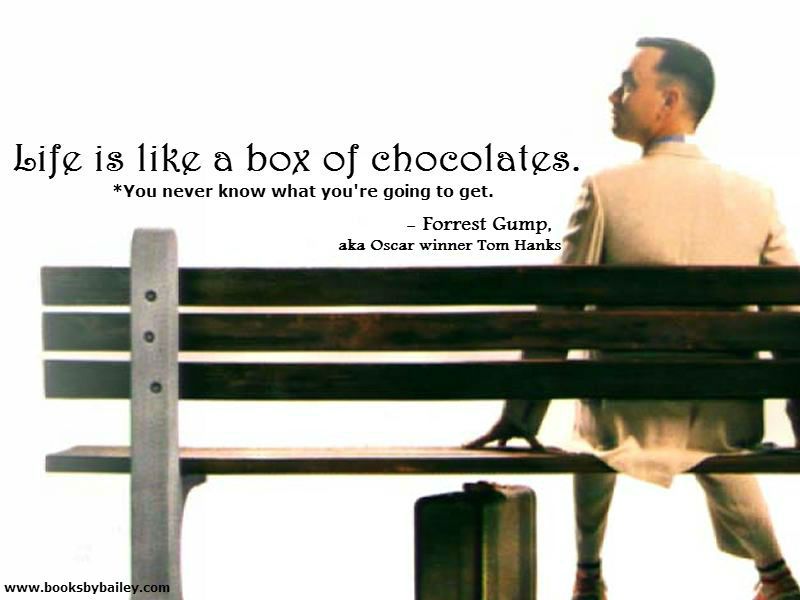 Life is like a box of chocolates.
*You never know what you're going to get.
– Forrest Gump,
aka Oscar winner Tom Hanks
www.booksbybailey.com